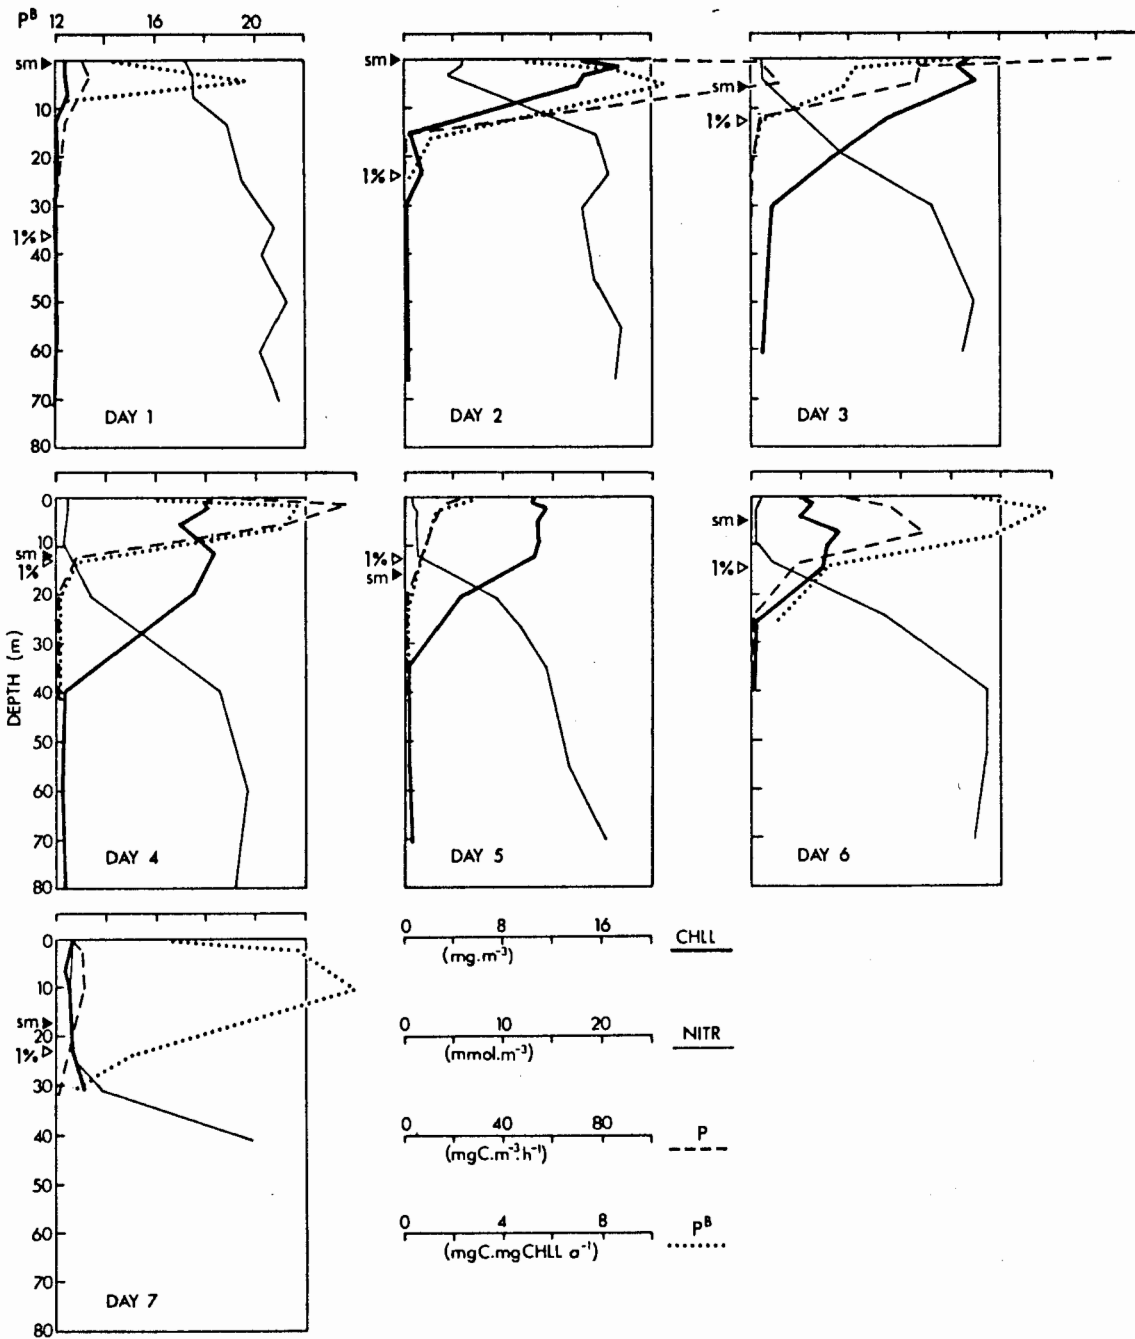 Pᴮ 12 16 20
sm
0
10
20
30
1%
40
50
60
70
80
DAY 1
sm
1%
DAY 2
sm
1%
DAY 3
DEPTH (m)
0
10
sm
1%
20
30
40
50
60
70
80
DAY 4
1%
sm
DAY 5
sm
1%
DAY 6
0
10
sm
20
1%
30
40
50
60
70
80
DAY 7
0 8 16 CHLL
(mg.m⁻³)
0 10 20 NITR
(mmol.m⁻³)
0 40 80 P
(mgC.m⁻³.h⁻¹)
0 4 8 Pᴮ
(mgC.mgCHLL a⁻¹)